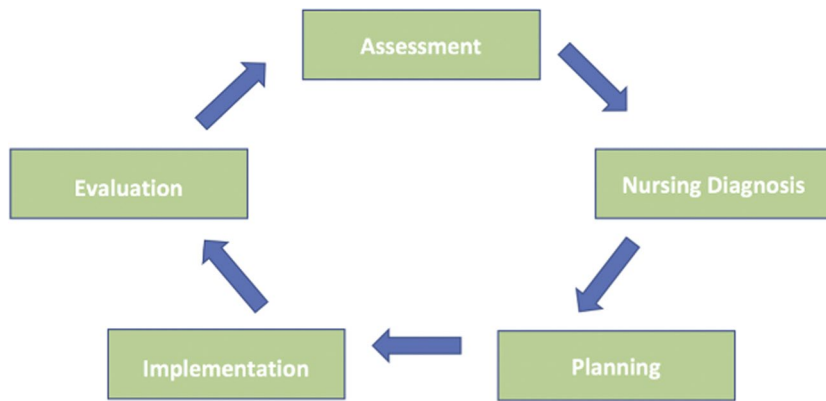 Assessment
Nursing Diagnosis
Planning
Implementation
Evaluation